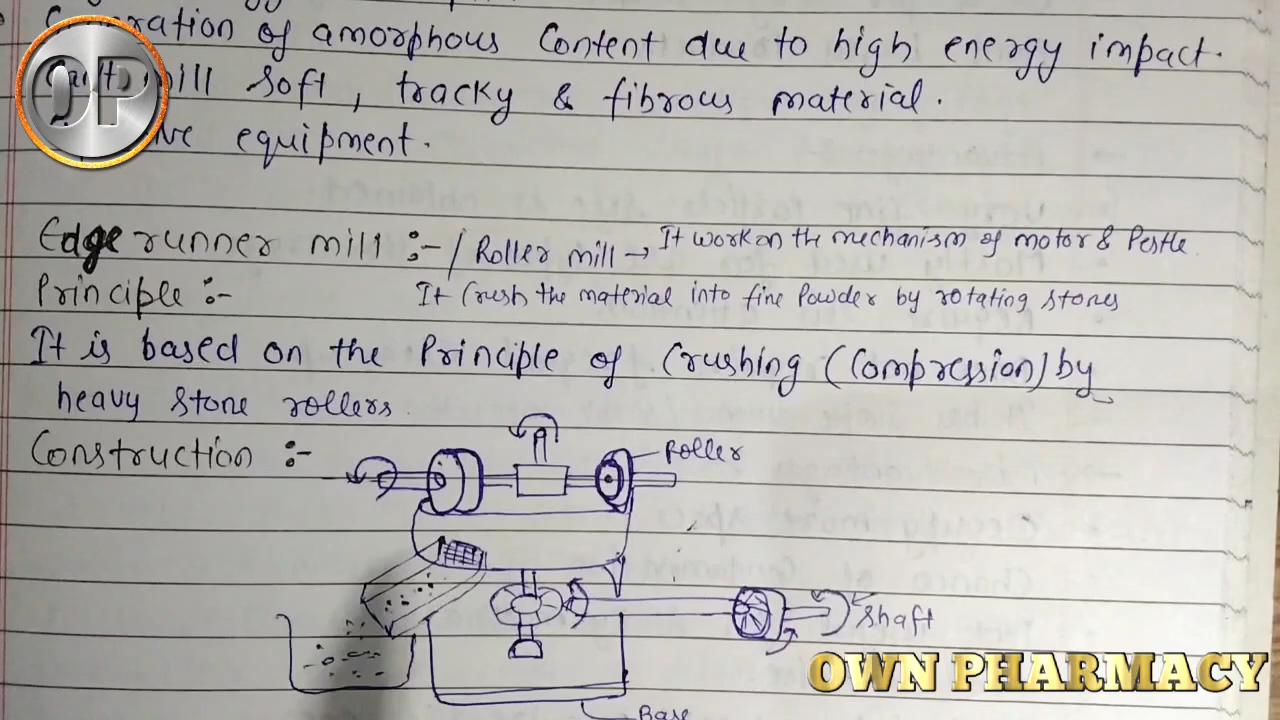 of amorphous Content due to high energy impact.
mill soft, tracky & fibrous material.
OP
equipment.
Edge runner mill :- / Roller mill → It work on the mechanism of motor & Pestle
Principle :- It Crush the material into fine Powder by rotating stones
It is based on the Principle of Crushing (Compression) by
heavy stone rollers.
Construction :-
Roller
Shaft
OWN PHARMACY
Base